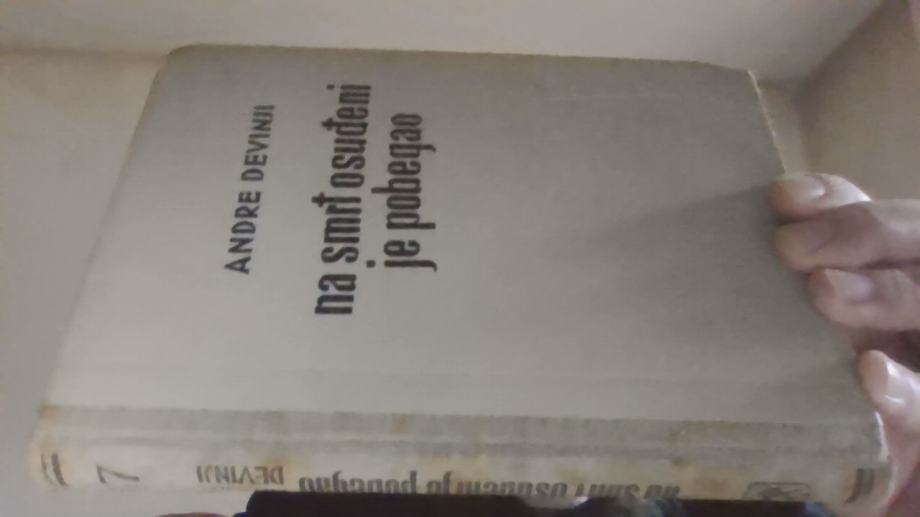 ANDRE DEVINJI
na smrt osuđeni
je pobegao
7
DEVINJI
na smrt osuđeni je pobegao